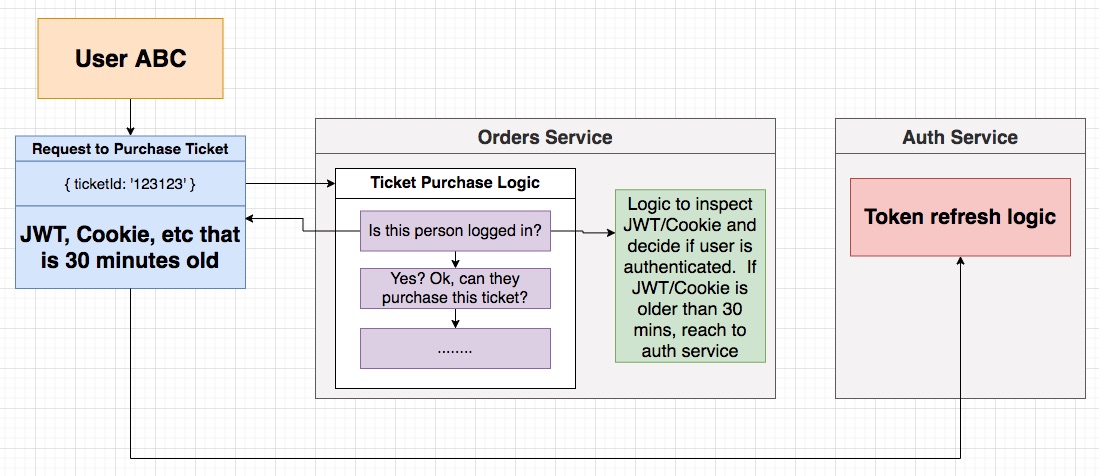 User ABC
Request to Purchase Ticket
{ ticketId: '123123' }
JWT, Cookie, etc that
is 30 minutes old
Orders Service
Ticket Purchase Logic
Is this person logged in?
Yes? Ok, can they
purchase this ticket?
........
Logic to inspect
JWT/Cookie and
decide if user is
authenticated. If
JWT/Cookie is
older than 30
mins, reach to
auth service
Auth Service
Token refresh logic